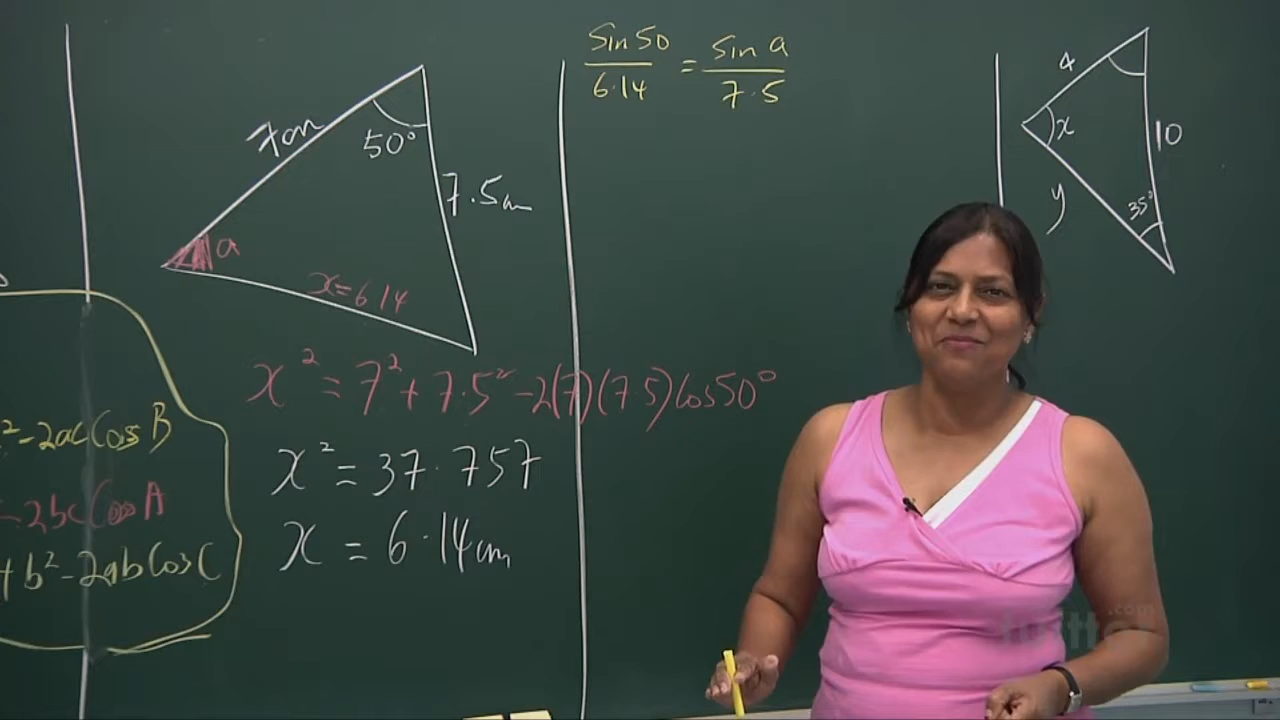 ²-2ac Cos B
-2bc Cos A
+b²-2ab Cos C
7cm
50°
7.5cm
a
x=6.14
x² = 7² + 7.5² - 2(7)(7.5) Cos 50°
x² = 37.757
x = 6.14cm
Sin 50 / 6.14 = Sin a / 7.5
4
x
10
y
35°